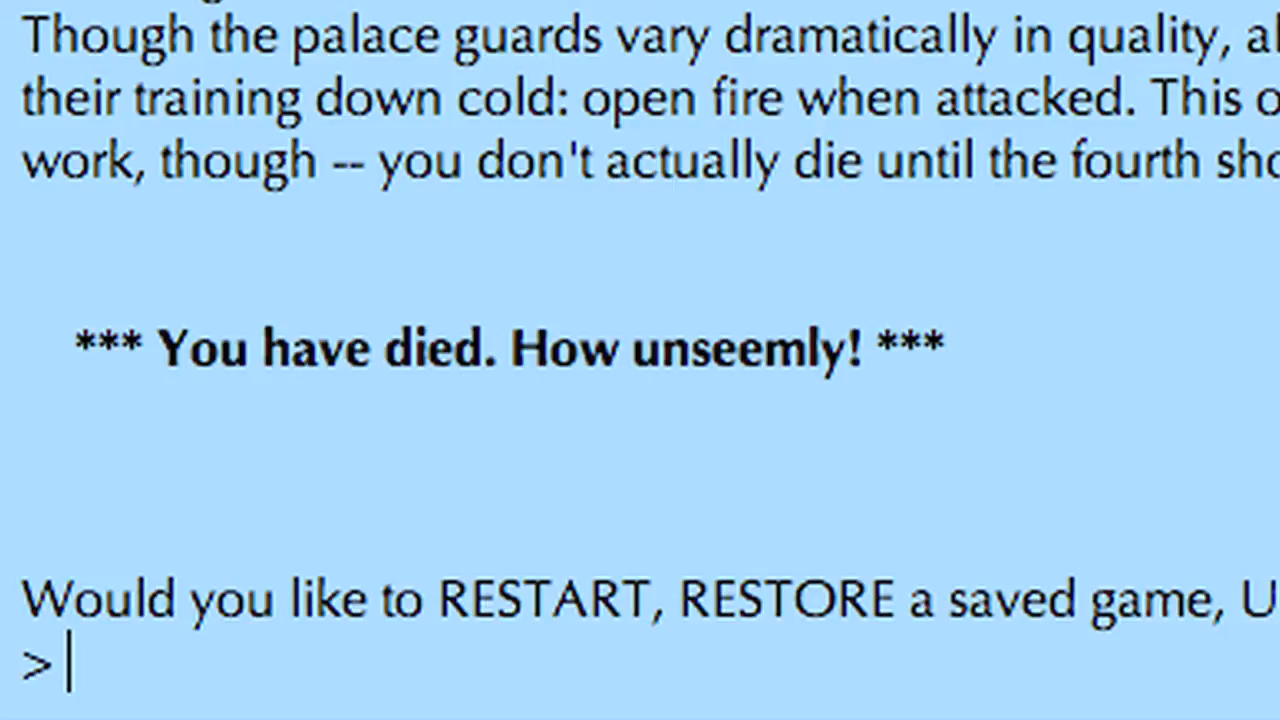 Though the palace guards vary dramatically in quality,
their training down cold: open fire when attacked. This
work, though -- you don't actually die until the fourth
*** You have died. How unseemly! ***
Would you like to RESTART, RESTORE a saved game,
>